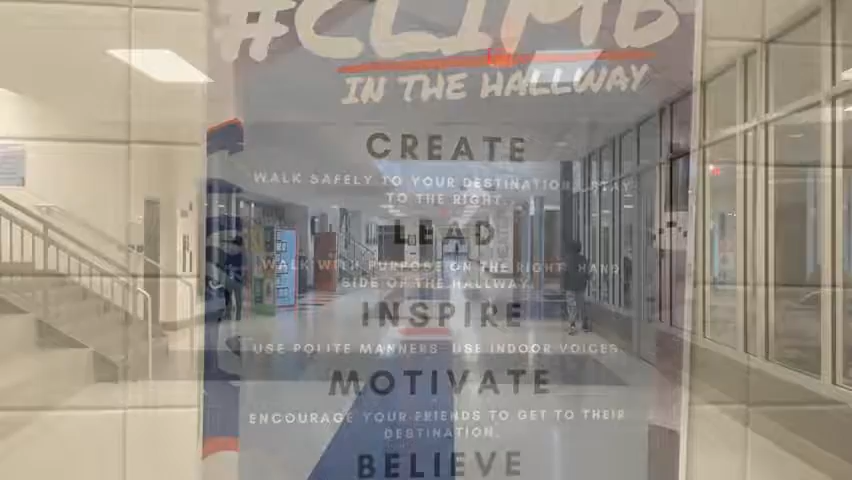 #CLIMB
IN THE HALLWAY
CREATE
WALK SAFELY TO YOUR DESTINATION, STAY
TO THE RIGHT.
LEAD
WALK WITH PURPOSE ON THE RIGHT HAND
SIDE OF THE HALLWAY.
INSPIRE
USE POLITE MANNERS. USE INDOOR VOICES.
MOTIVATE
ENCOURAGE YOUR FRIENDS TO GET TO THEIR
DESTINATION.
BELIEVE